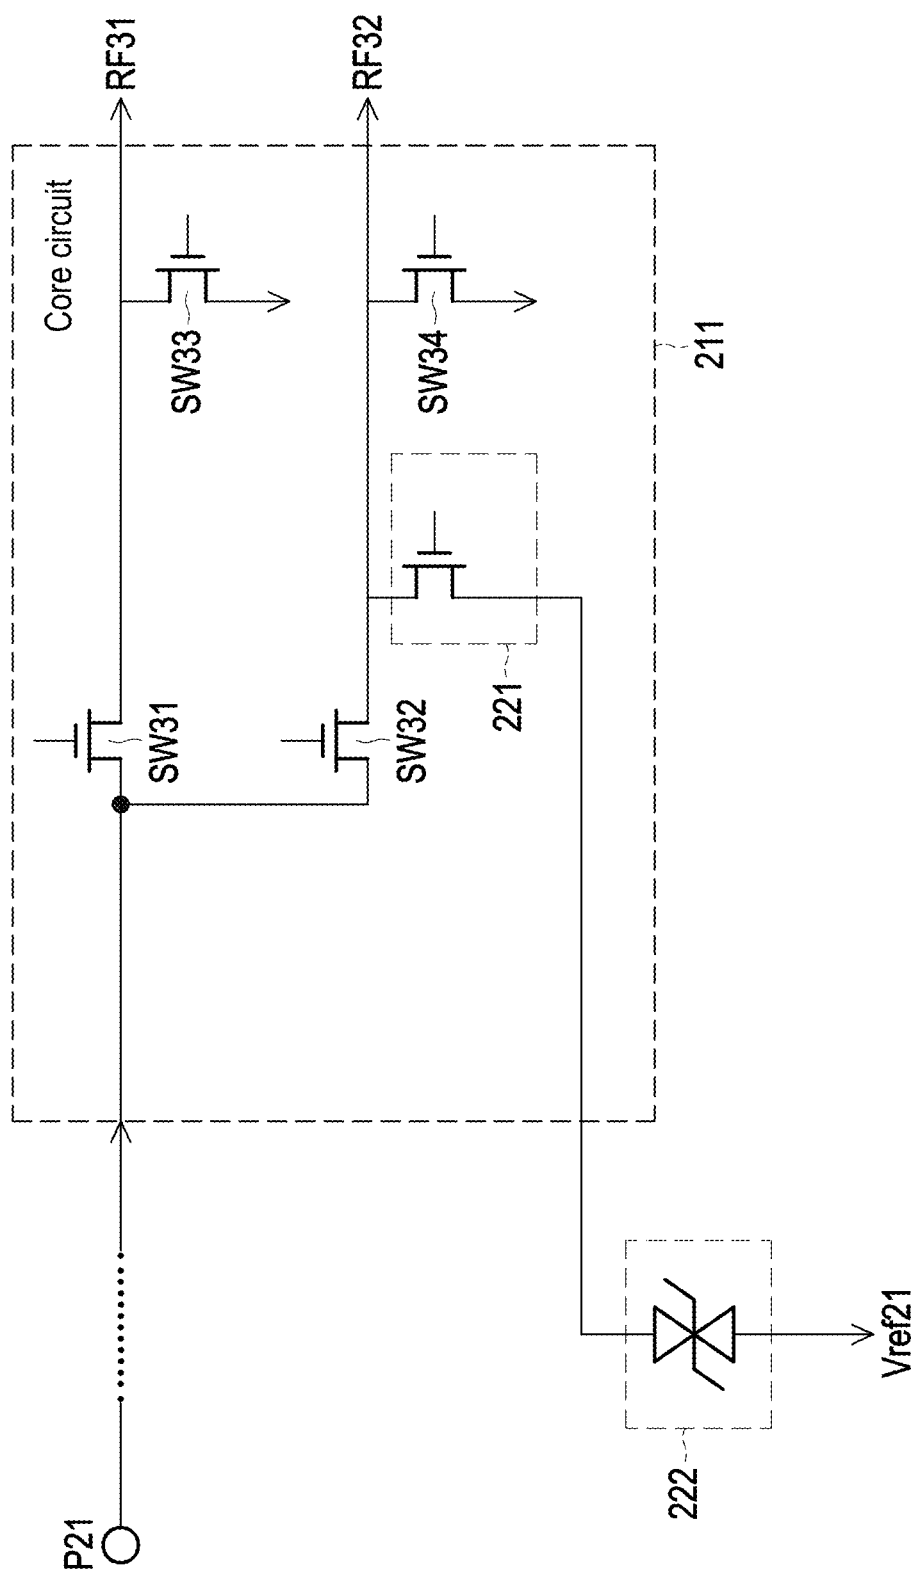 P21
Core circuit
SW31
SW33
RF31
SW32
221
SW34
RF32
222
211
Vref21